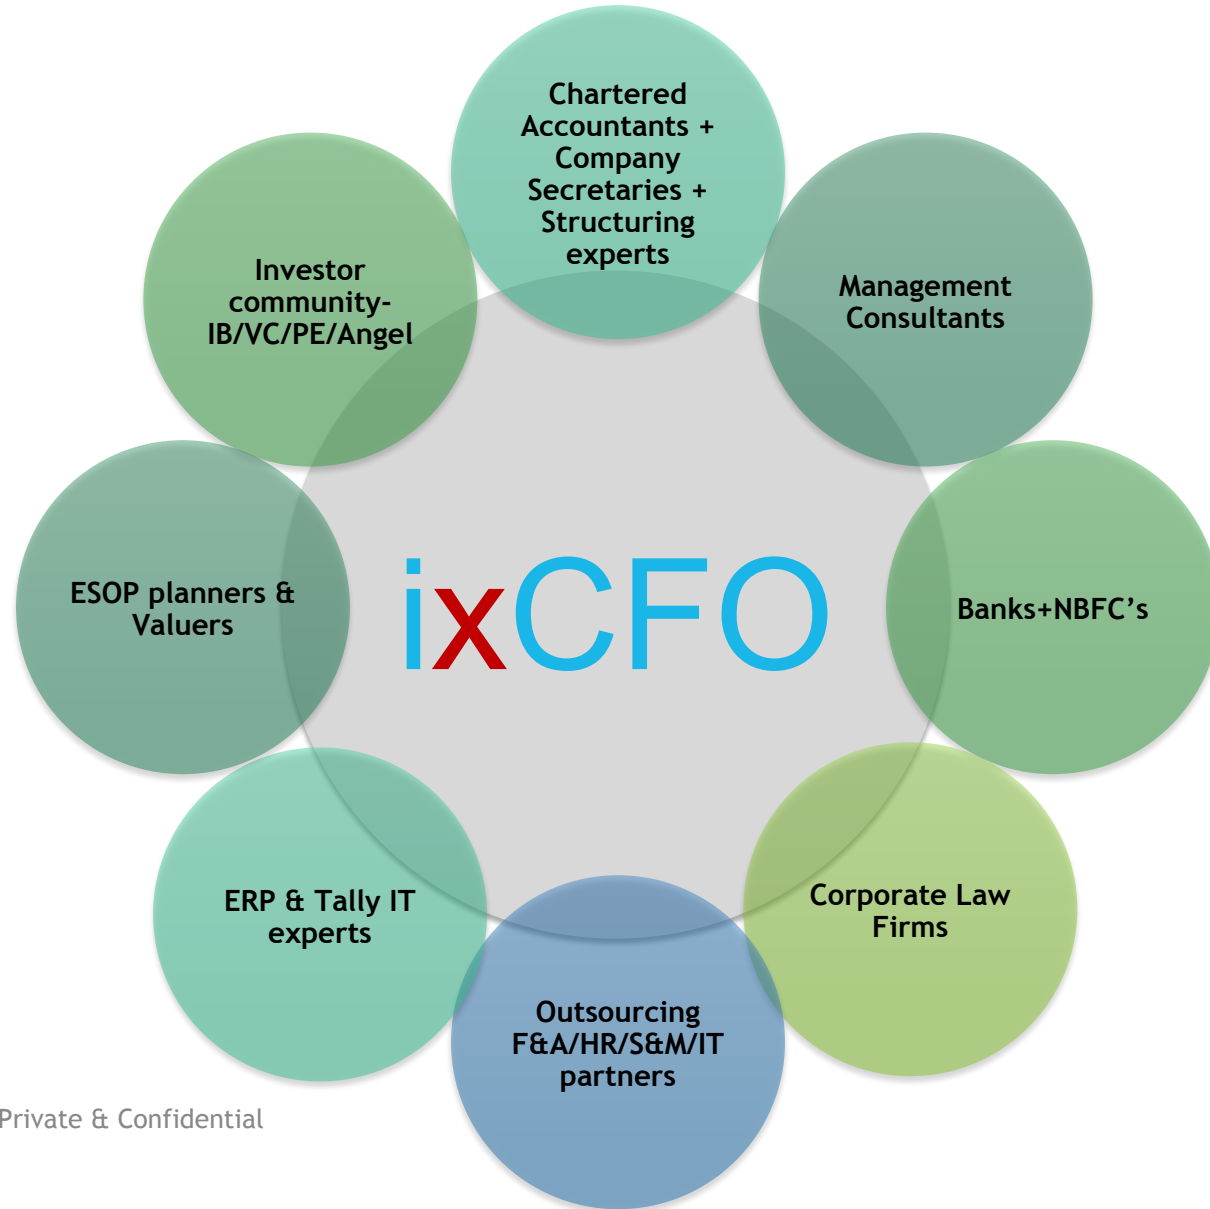 Chartered
Accountants +
Company
Secretaries +
Structuring
experts
Management
Consultants
Banks+NBFC’s
Corporate Law
Firms
Outsourcing
F&A/HR/S&M/IT
partners
ERP & Tally IT
experts
ESOP planners &
Valuers
Investor
community-
IB/VC/PE/Angel
ixCFO
Private & Confidential